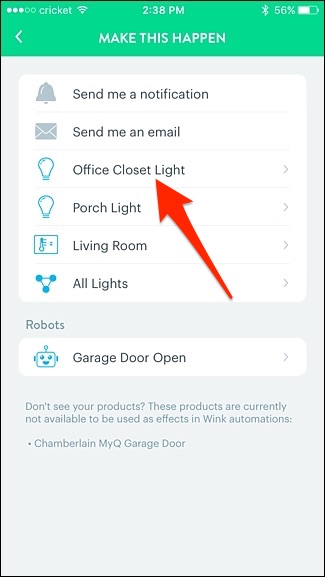 cricket 2:38 PM 56%
MAKE THIS HAPPEN
Send me a notification
Send me an email
Office Closet Light
Porch Light
Living Room
All Lights
Robots
Garage Door Open
Don't see your products? These products are currently
not available to be used as effects in Wink automations:
• Chamberlain MyQ Garage Door